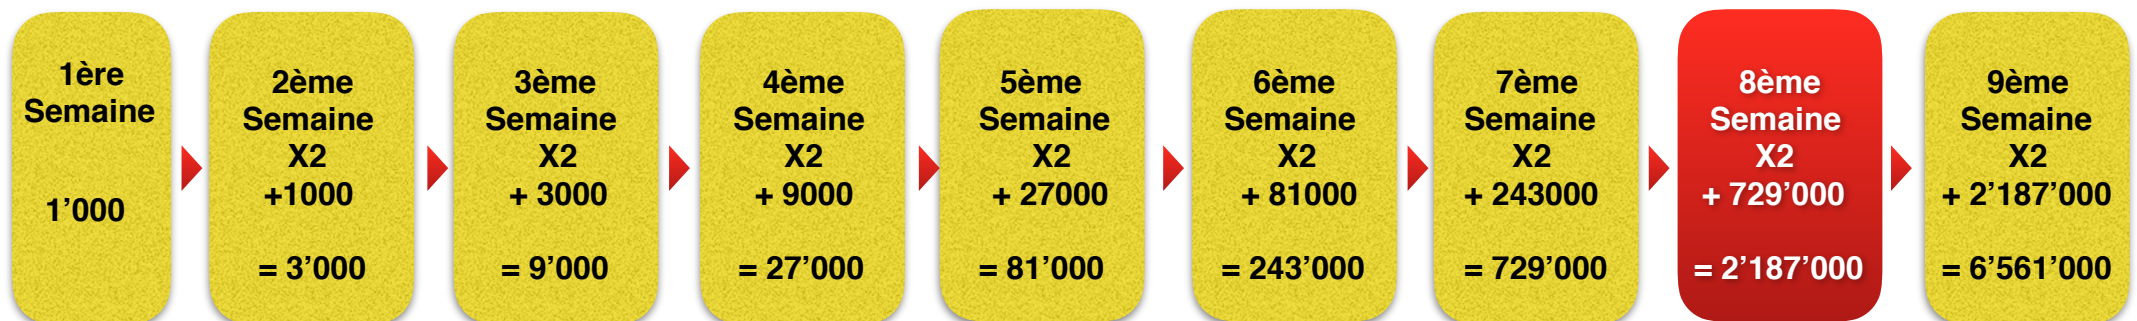 1ère
Semaine
1’000
2ème
Semaine
X2
+1000
= 3’000
3ème
Semaine
X2
+ 3000
= 9’000
4ème
Semaine
X2
+ 9000
= 27’000
5ème
Semaine
X2
+ 27000
= 81’000
6ème
Semaine
X2
+ 81000
= 243’000
7ème
Semaine
X2
+ 243000
= 729’000
8ème
Semaine
X2
+ 729’000
= 2’187’000
9ème
Semaine
X2
+ 2’187’000
= 6’561’000